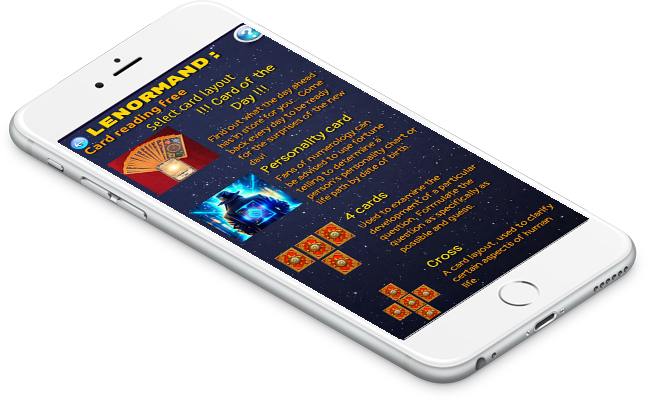 LENORMAND :
Card reading free
Select card layout
!!! Card of the
Day !!!
Find out what the day ahead
has in store for you. Come
back every day to be ready
for the surprises of the new
day!
Personality card
Fans of numerology can
be advised to use fortune
telling to determine a
person's personality chart or
life path by date of birth.
4 cards
Used to examine the
development of a particular
question. Formulate the
question as specifically as
possible and guess.
Cross
A card layout, used to clarify
certain aspects of human
life
?